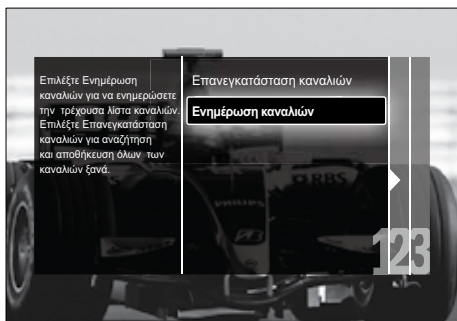 Επιλέξτε Ενημέρωση
καναλιών για να ενημερώσετε
την τρέχουσα λίστα καναλιών.
Επιλέξτε Επανεγκατάσταση
καναλιών για αναζήτηση
και αποθήκευση όλων των
καναλιών ξανά.
Επανεγκατάσταση καναλιών
Ενημέρωση καναλιών
RBS
PHILIPS
123